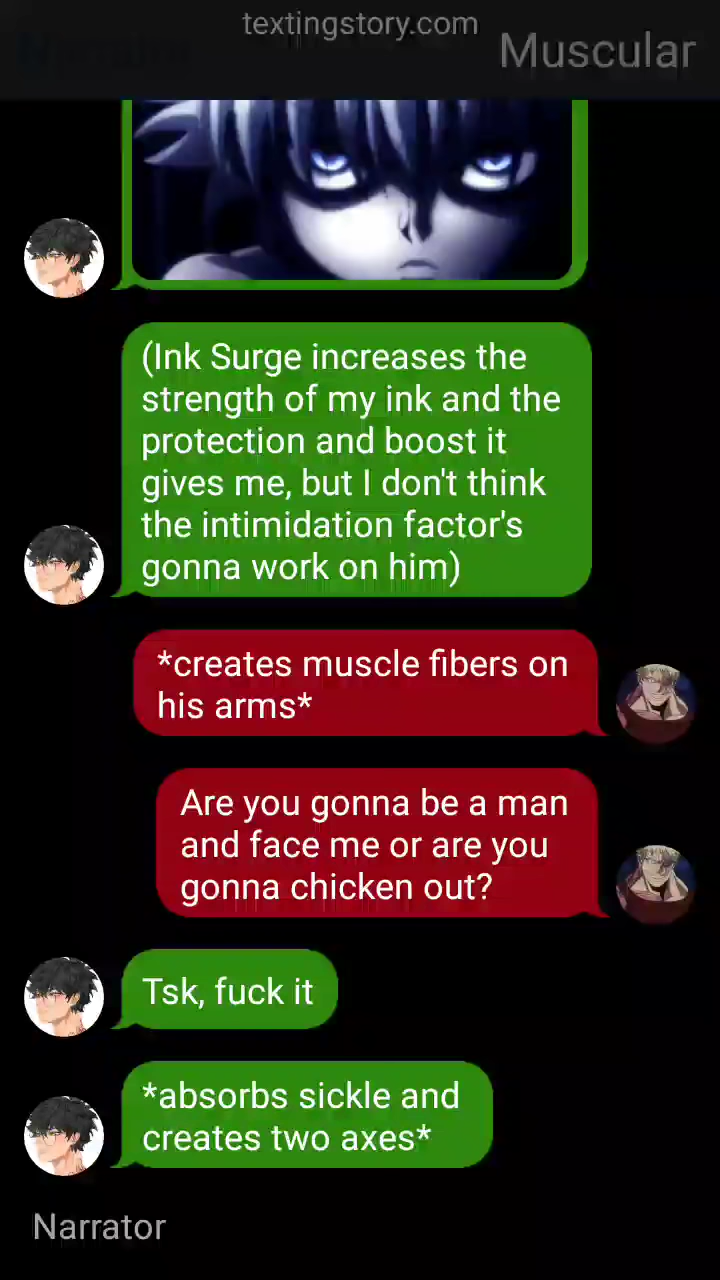 textingstory.com
Narrator
Muscular
(Ink Surge increases the
strength of my ink and the
protection and boost it
gives me, but I don't think
the intimidation factor's
gonna work on him)
*creates muscle fibers on
his arms*
Are you gonna be a man
and face me or are you
gonna chicken out?
Tsk, fuck it
*absorbs sickle and
creates two axes*
Narrator